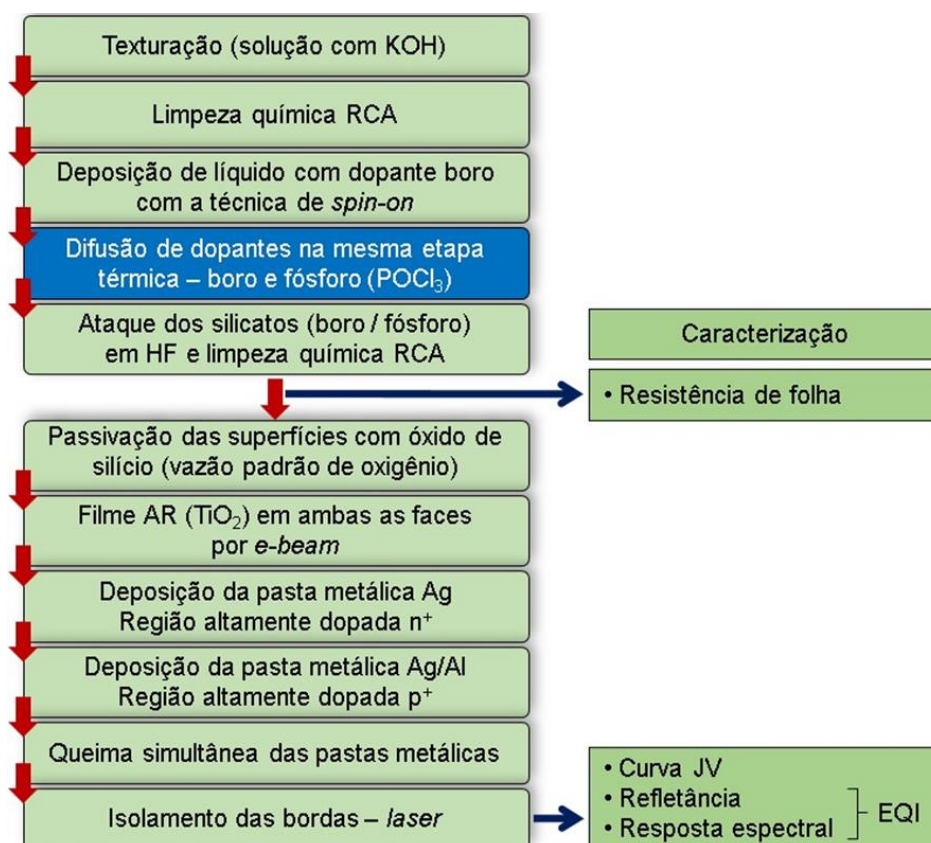 Texturação (solução com KOH)
Limpeza química RCA
Deposição de líquido com dopante boro
com a técnica de spin-on
Difusão de dopantes na mesma etapa
térmica – boro e fósforo (POCl₃)
Ataque dos silicatos (boro / fósforo)
em HF e limpeza química RCA
Caracterização
• Resistência de folha
Passivação das superfícies com óxido de
silício (vazão padrão de oxigênio)
Filme AR (TiO₂) em ambas as faces
por e-beam
Deposição da pasta metálica Ag
Região altamente dopada n⁺
Deposição da pasta metálica Ag/Al
Região altamente dopada p⁺
Queima simultânea das pastas metálicas
Isolamento das bordas – laser
• Curva JV
• Refletância
• Resposta espectral
EQI